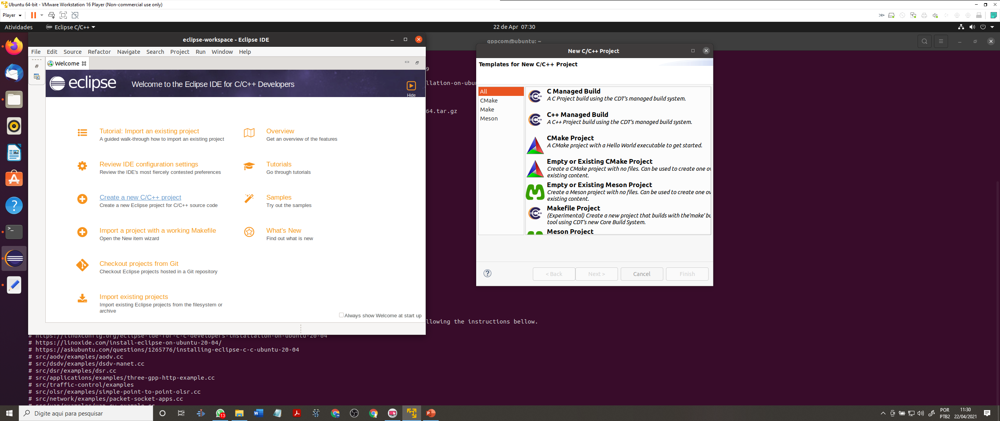 Ubuntu 64-bit - VMware Workstation 16 Player (Non-commercial use only)
Player
Atividades
Eclipse C/C++
22 de Apr 07:30
eclipse-workspace - Eclipse IDE
File Edit Source Refactor Navigate Search Project Run Window Help
Welcome
eclipse
Welcome to the Eclipse IDE for C/C++ Developers
Hide
Tutorial: Import an existing project
A guided walk-through how to import an existing project
Overview
Get an overview of the features
Review IDE configuration settings
Review the IDE's most fiercely contested preferences
Tutorials
Go through tutorials
Create a new C/C++ project
Create a new Eclipse project for C/C++ source code
Samples
Try out the samples
Import a project with a working Makefile
Open the New item wizard
What's New
Find out what is new
Checkout projects from Git
Checkout Eclipse projects hosted in a Git repository
Import existing projects
Import existing Eclipse projects from the filesystem or
archive
Always show Welcome at start up
gppcom@ubuntu: ~
9
llation-on-ubu
64.tar.gz
New C/C++ Project
Templates for New C/C++ Project
All
CMake
Make
Meson
C Managed Build
A C Project build using the CDT's managed build system.
C++ Managed Build
A C++ Project build using the CDT's managed build system.
CMake Project
A CMake project with a Hello World executable to get started.
Empty or Existing CMake Project
Create a CMake project with no files. Can be used to create one ov
existing content.
Empty or Existing Meson Project
Create a Meson project with no files. Can be used to create one ov
existing content.
Makefile Project
(Experimental) Create a new project that builds with the'make' bu
tool using CDT's new Core Build System.
Meson Project
< Back
Next >
Cancel
Finish
llowing the instructions bellow.
# https://linuxconfig.org/eclipse-ide-for-c-c-developers-installation-on-ubuntu-20-04
# https://linoxide.com/install-eclipse-on-ubuntu-20-04/
# https://askubuntu.com/questions/1265776/installing-eclipse-c-c-ubuntu-20-04
# src/aodv/examples/aodv.cc
# src/dsdv/examples/dsdv-manet.cc
# src/dsr/examples/dsr.cc
# src/applications/examples/three-gpp-http-example.cc
# src/traffic-control/examples
# src/olsr/examples/simple-point-to-point-olsr.cc
# src/network/examples/packet-socket-apps.cc
Digite aqui para pesquisar
13
POR
PTB2
11:30
22/04/2021